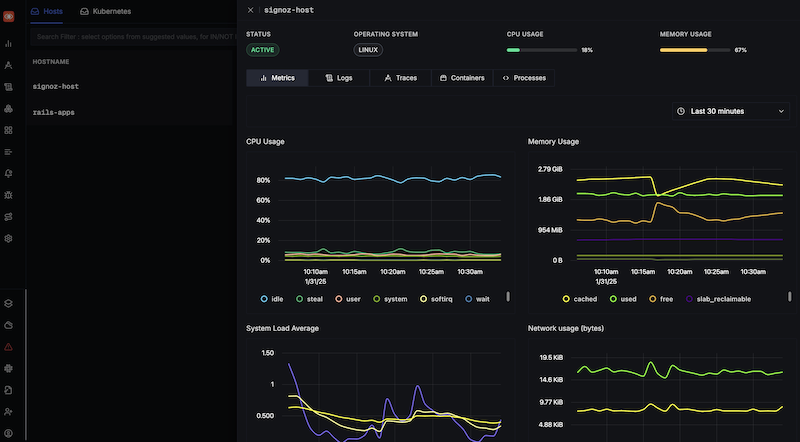 Hosts
Kubernetes
Search Filter : select options from suggested values, for IN/NOT I
HOSTNAME
signoz-host
rails-apps
signoz-host
STATUS
OPERATING SYSTEM
CPU USAGE
MEMORY USAGE
ACTIVE
LINUX
18%
67%
Metrics
Logs
Traces
Containers
Processes
Last 30 minutes
CPU Usage
80%
60%
40%
20%
0%
10:10am
1/31/25
10:15am
10:20am
10:25am
10:30am
idle
steal
user
system
softirq
wait
Memory Usage
2.79 GiB
1.86 GiB
954 MiB
0 B
10:10am
1/31/25
10:15am
10:20am
10:25am
10:30am
cached
used
free
slab_reclaimable
System Load Average
1.50
1
0.500
Network usage (bytes)
19.5 KiB
14.6 KiB
9.77 KiB
4.88 KiB